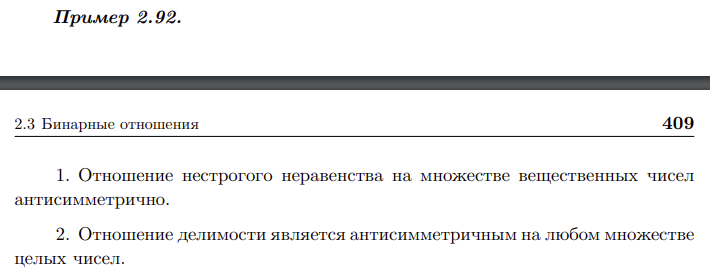 Пример 2.92.
2.3 Бинарные отношения 409
1. Отношение нестрогого неравенства на множестве вещественных чисел
антисимметрично.
2. Отношение делимости является антисимметричным на любом множестве
целых чисел.